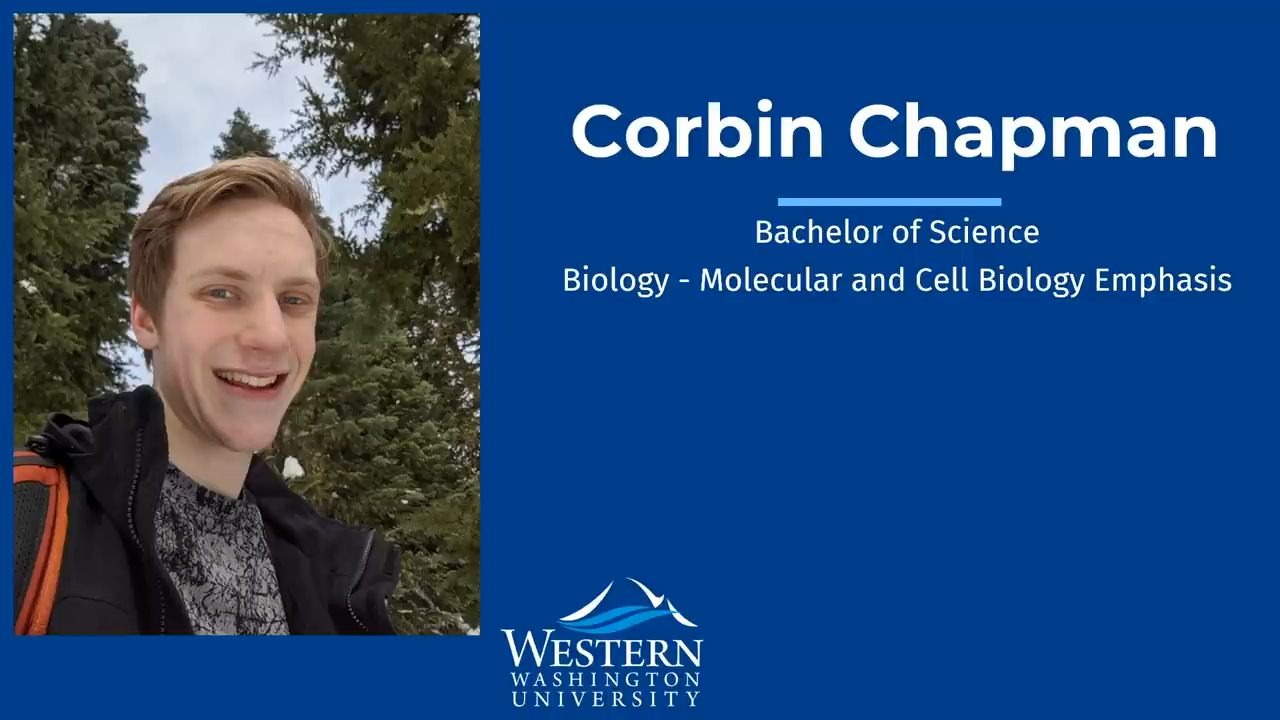 Corbin Chapman
Bachelor of Science
Biology - Molecular and Cell Biology Emphasis
WESTERN
WASHINGTON
UNIVERSITY